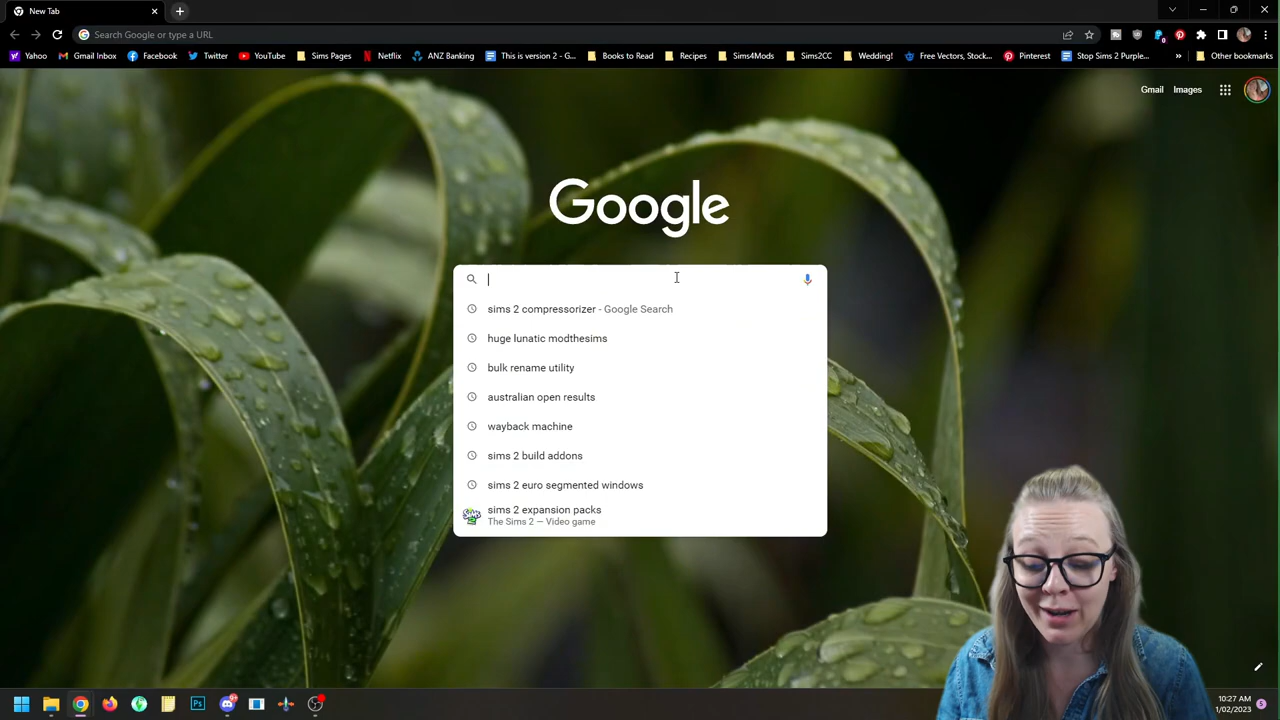 New Tab
Search Google or type a URL
Yahoo Gmail Inbox Facebook Twitter YouTube Sims Pages Netflix ANZ Banking This is version 2 - G... Books to Read Recipes Sims4Mods Sims2CC Wedding! Free Vectors, Stock... Pinterest Stop Sims 2 Purple... » Other bookmarks
Gmail Images
Google
sims 2 compressorizer - Google Search
huge lunatic modthesims
bulk rename utility
australian open results
wayback machine
sims 2 build addons
sims 2 euro segmented windows
sims 2 expansion packs
The Sims 2 — Video game
Ps
10:27 AM
1/02/2023